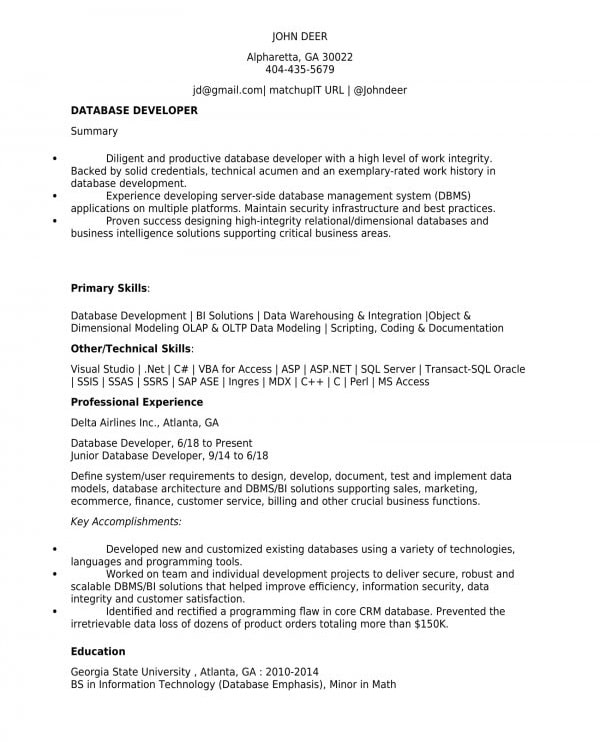 JOHN DEER
Alpharetta, GA 30022
404-435-5679
jd@gmail.com| matchupIT URL | @Johndeer
DATABASE DEVELOPER
Summary
• Diligent and productive database developer with a high level of work integrity.
Backed by solid credentials, technical acumen and an exemplary-rated work history in
database development.
• Experience developing server-side database management system (DBMS)
applications on multiple platforms. Maintain security infrastructure and best practices.
• Proven success designing high-integrity relational/dimensional databases and
business intelligence solutions supporting critical business areas.
Primary Skills:
Database Development | BI Solutions | Data Warehousing & Integration |Object &
Dimensional Modeling OLAP & OLTP Data Modeling | Scripting, Coding & Documentation
Other/Technical Skills:
Visual Studio | .Net | C# | VBA for Access | ASP | ASP.NET | SQL Server | Transact-SQL Oracle
| SSIS | SSAS | SSRS | SAP ASE | Ingres | MDX | C++ | C | Perl | MS Access
Professional Experience
Delta Airlines Inc., Atlanta, GA
Database Developer, 6/18 to Present
Junior Database Developer, 9/14 to 6/18
Define system/user requirements to design, develop, document, test and implement data
models, database architecture and DBMS/BI solutions supporting sales, marketing,
ecommerce, finance, customer service, billing and other crucial business functions.
Key Accomplishments:
• Developed new and customized existing databases using a variety of technologies,
languages and programming tools.
• Worked on team and individual development projects to deliver secure, robust and
scalable DBMS/BI solutions that helped improve efficiency, information security, data
integrity and customer satisfaction.
• Identified and rectified a programming flaw in core CRM database. Prevented the
irretrievable data loss of dozens of product orders totaling more than $150K.
Education
Georgia State University , Atlanta, GA : 2010-2014
BS in Information Technology (Database Emphasis), Minor in Math